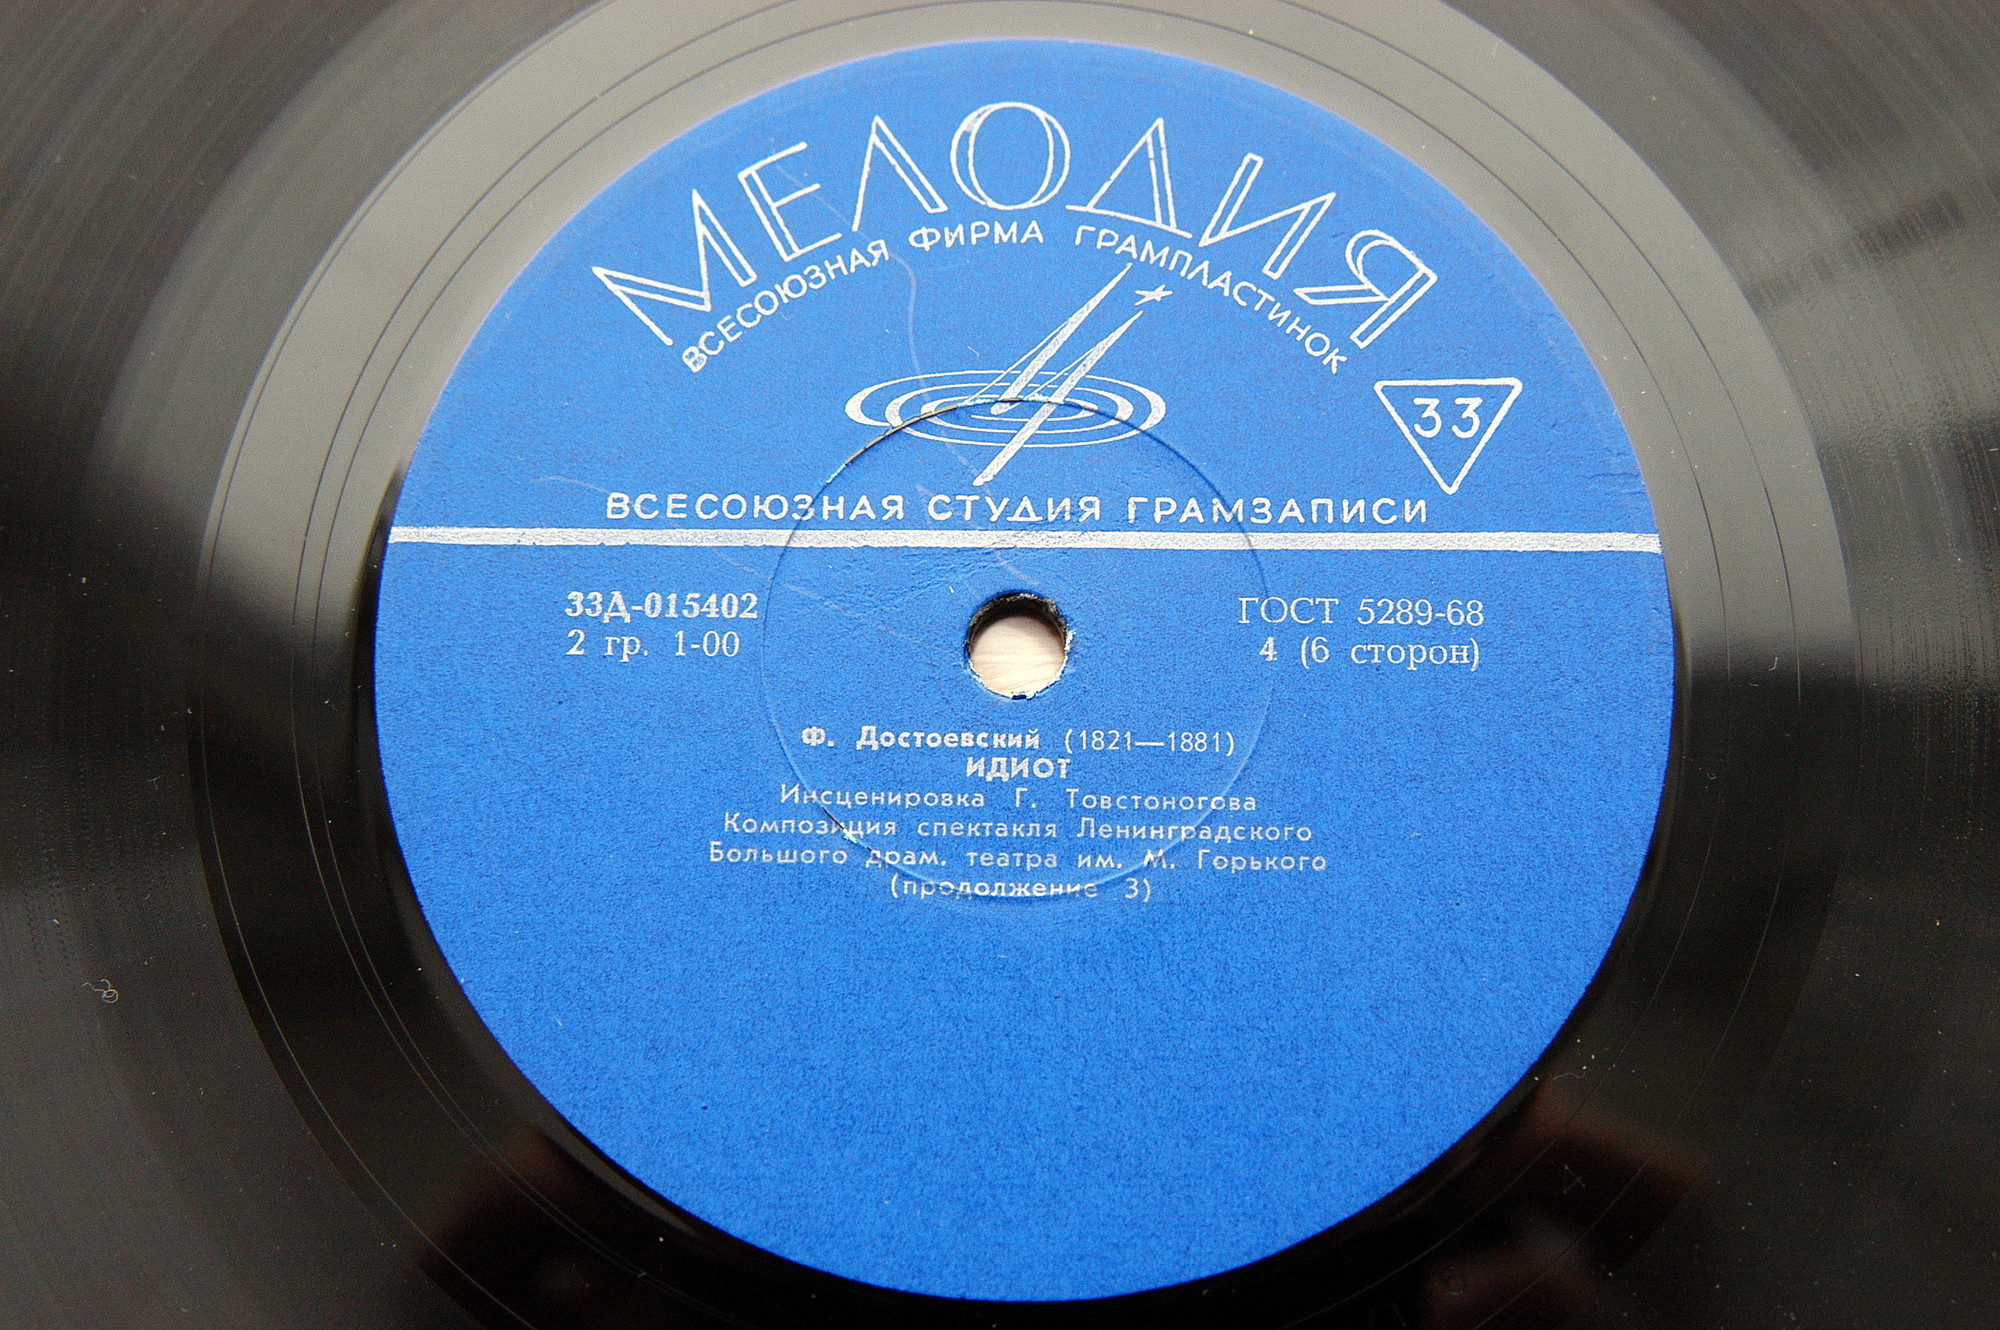 МЕЛОДИЯ
ВСЕСОЮЗНАЯ ФИРМА ГРАМПЛАСТИНОК
33
ВСЕСОЮЗНАЯ СТУДИЯ ГРАМЗАПИСИ
33Д-015402
ГОСТ 5289-68
2 гр. 1-00
4 (6 сторон)
Ф. Достоевский (1821—1881)
ИДИОТ
Инсценировка Г. Товстоногова
Композиция спектакля Ленинградского
Большого драм. театра им. М. Горького
(продолжение 3)